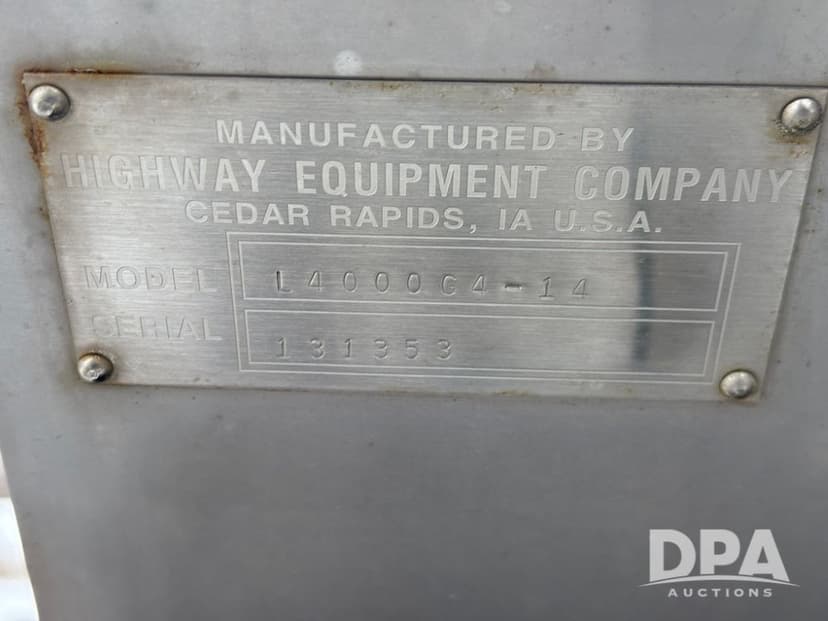 MANUFACTURED BY
HIGHWAY EQUIPMENT COMPANY
CEDAR RAPIDS, IA U.S.A.
MODEL L4000G4-14
SERIAL 131353
DPA
AUCTIONS